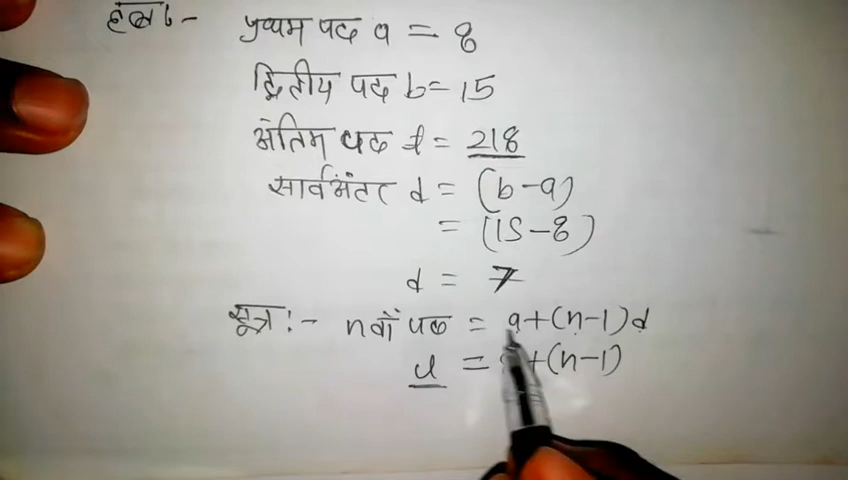 हल:-
प्रथम पद a = 8
द्वितीय पद b = 15
अंतिम पद l = 218
सार्वअंतर d = (b-a)
= (15-8)
d = 7
सूत्र:- nवाँ पद = a+(n-1)d
= +(n-1)